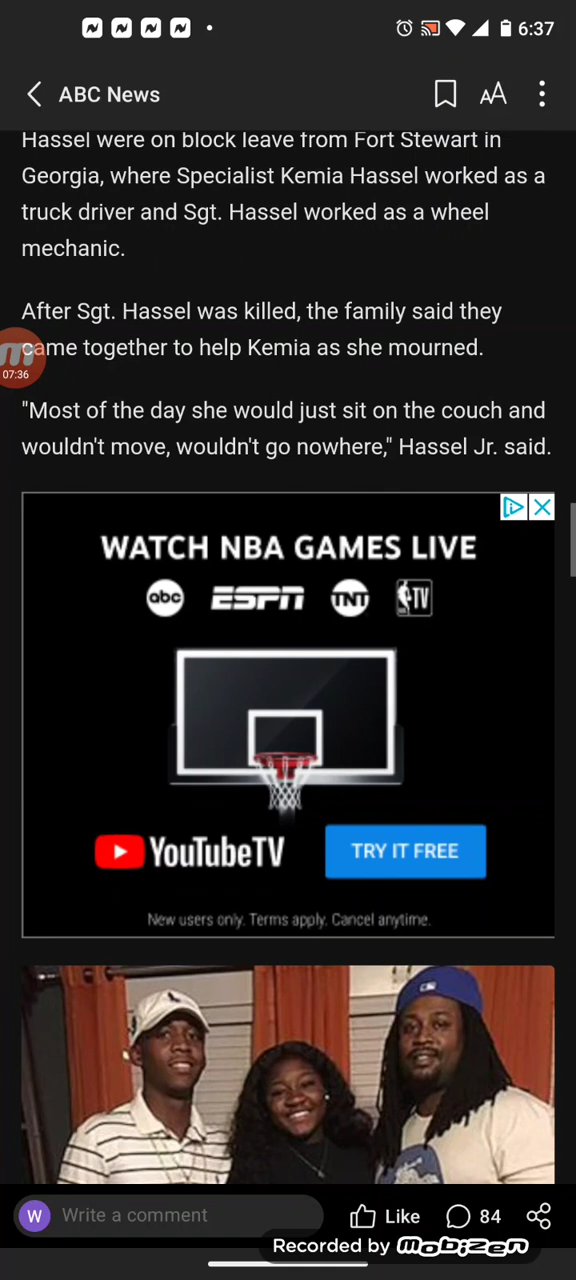 6:37
ABC News
AA
Hassel were on block leave from Fort Stewart in
Georgia, where Specialist Kemia Hassel worked as a
truck driver and Sgt. Hassel worked as a wheel
mechanic.
After Sgt. Hassel was killed, the family said they
came together to help Kemia as she mourned.
07:36
"Most of the day she would just sit on the couch and
wouldn't move, wouldn't go nowhere," Hassel Jr. said.
WATCH NBA GAMES LIVE
abc ESPN TNT TV
YouTubeTV TRY IT FREE
New users only. Terms apply. Cancel anytime.
W Write a comment Like 84
Recorded by mobizen